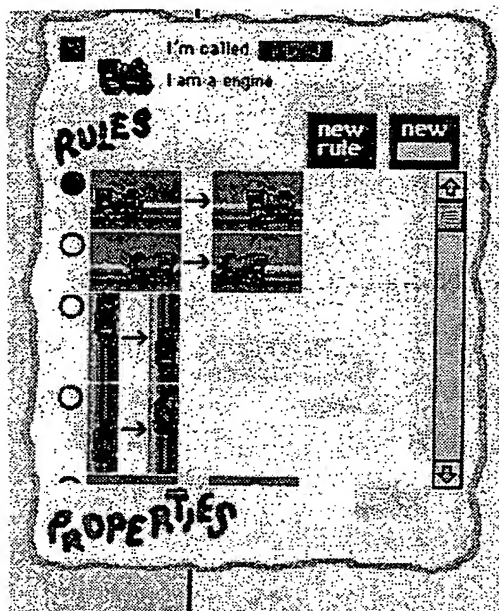 I'm called
I am a engine
RULES
new rule
new
PROPERTIES